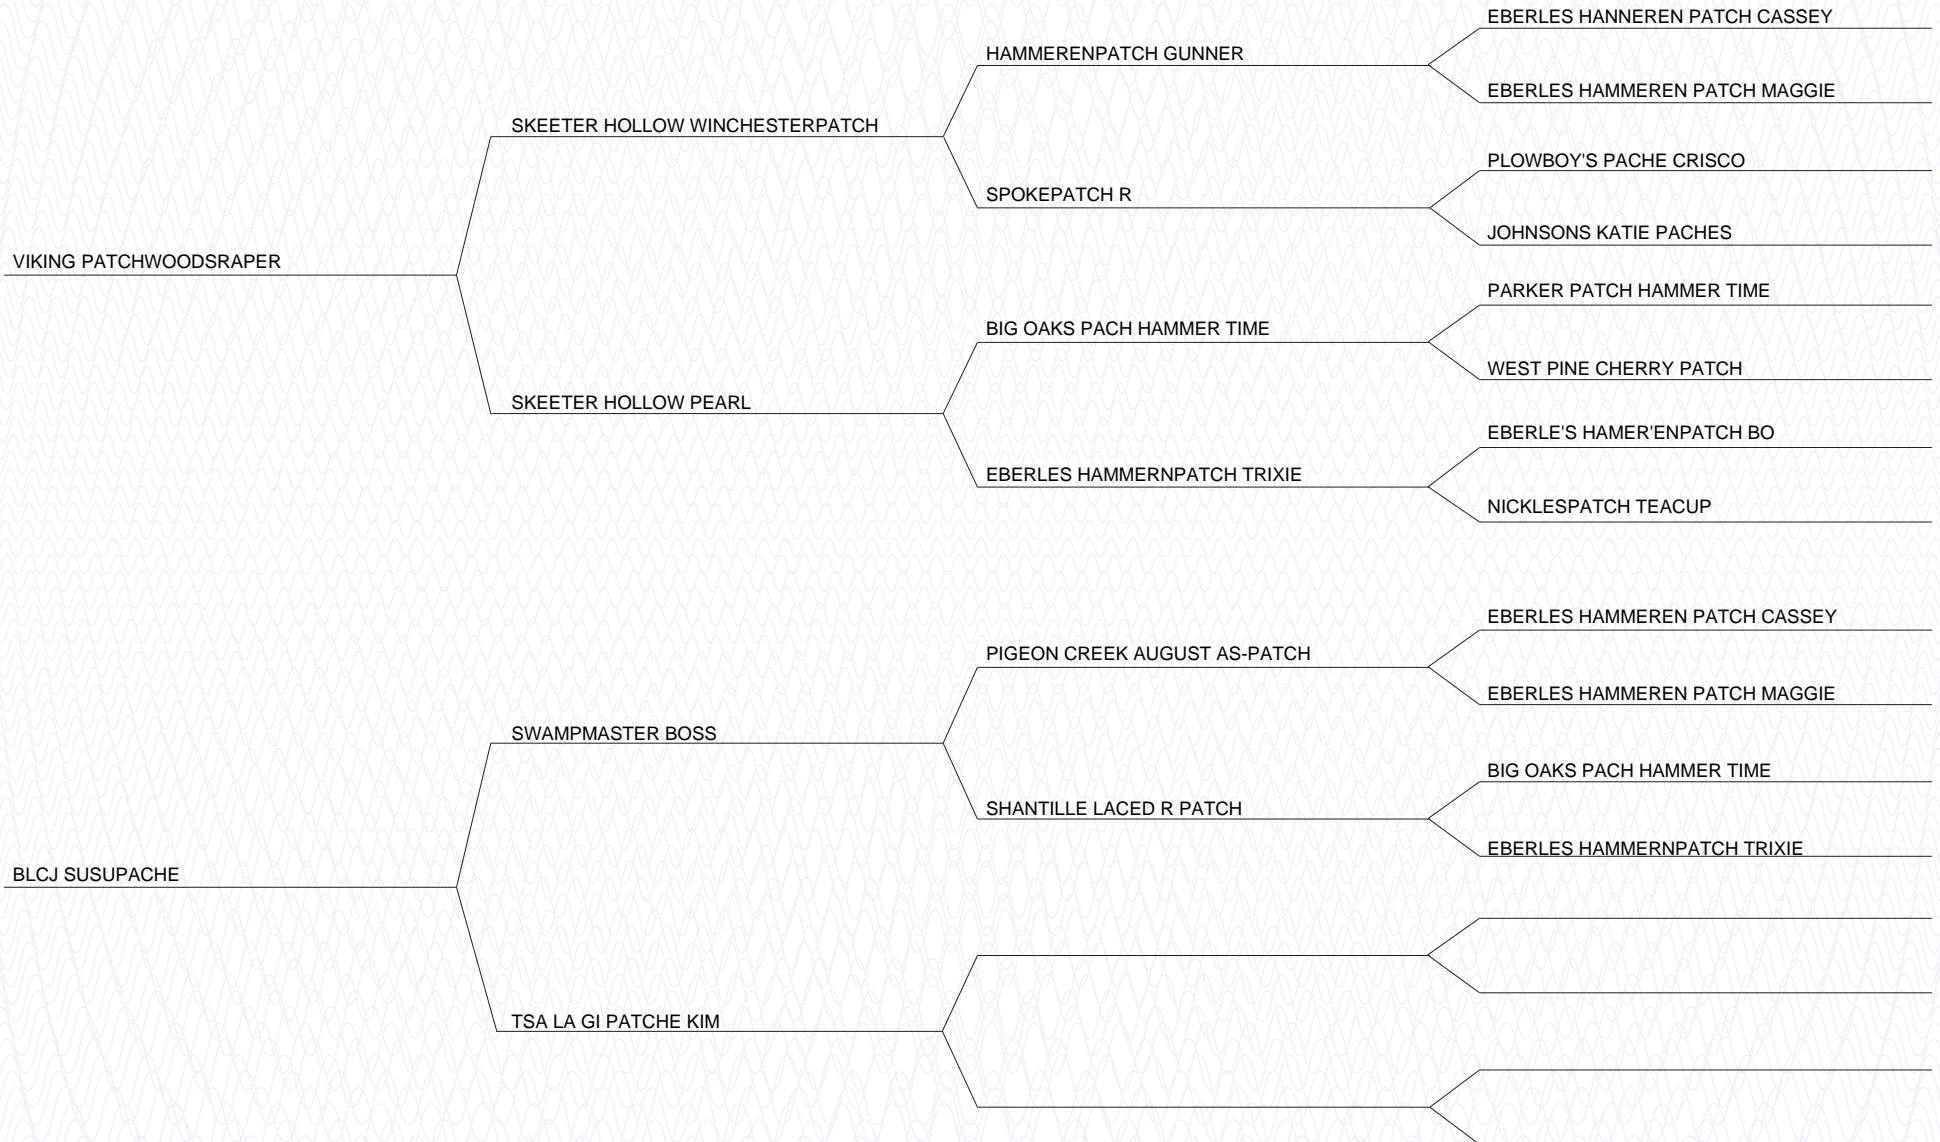 EBERLES HANNEREN PATCH CASSEY
HAMMERENPATCH GUNNER
EBERLES HAMMEREN PATCH MAGGIE
SKEETER HOLLOW WINCHESTERPATCH
PLOWBOY'S PACHE CRISCO
SPOKEPATCH R
JOHNSONS KATIE PACHES
VIKING PATCHWOODSRAPER
PARKER PATCH HAMMER TIME
BIG OAKS PACH HAMMER TIME
WEST PINE CHERRY PATCH
SKEETER HOLLOW PEARL
EBERLE'S HAMER'ENPATCH BO
EBERLES HAMMERNPATCH TRIXIE
NICKLESPATCH TEACUP
EBERLES HAMMEREN PATCH CASSEY
PIGEON CREEK AUGUST AS-PATCH
EBERLES HAMMEREN PATCH MAGGIE
SWAMPMASTER BOSS
BIG OAKS PACH HAMMER TIME
SHANTILLE LACED R PATCH
EBERLES HAMMERNPATCH TRIXIE
BLCJ SUSUPACHE
TSA LA GI PATCHE KIM